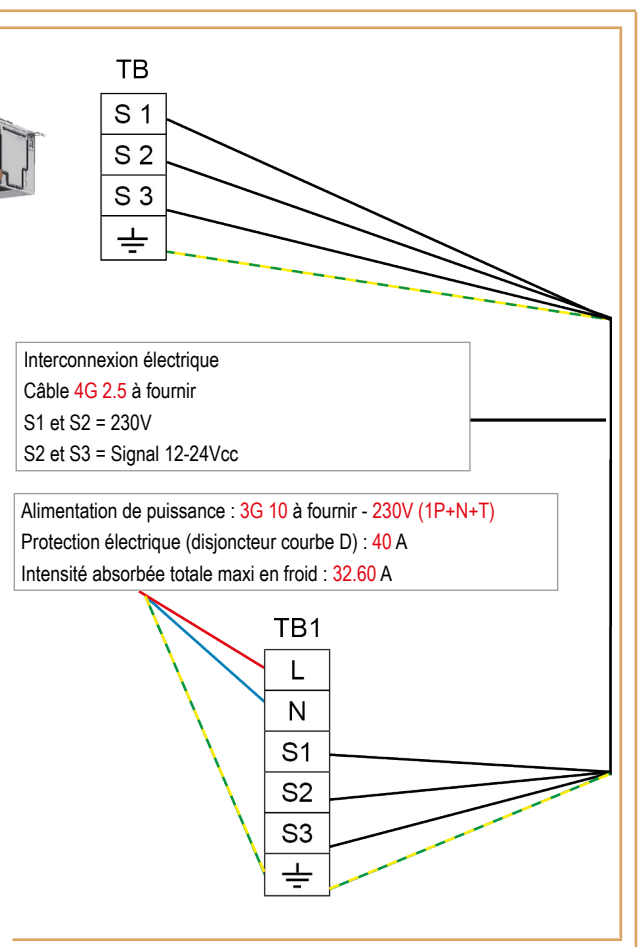 TB
S 1
S 2
S 3
Interconnexion électrique
Câble 4G 2.5 à fournir
S1 et S2 = 230V
S2 et S3 = Signal 12-24Vcc
Alimentation de puissance : 3G 10 à fournir - 230V (1P+N+T)
Protection électrique (disjoncteur courbe D) : 40 A
Intensité absorbée totale maxi en froid : 32.60 A
TB1
L
N
S1
S2
S3